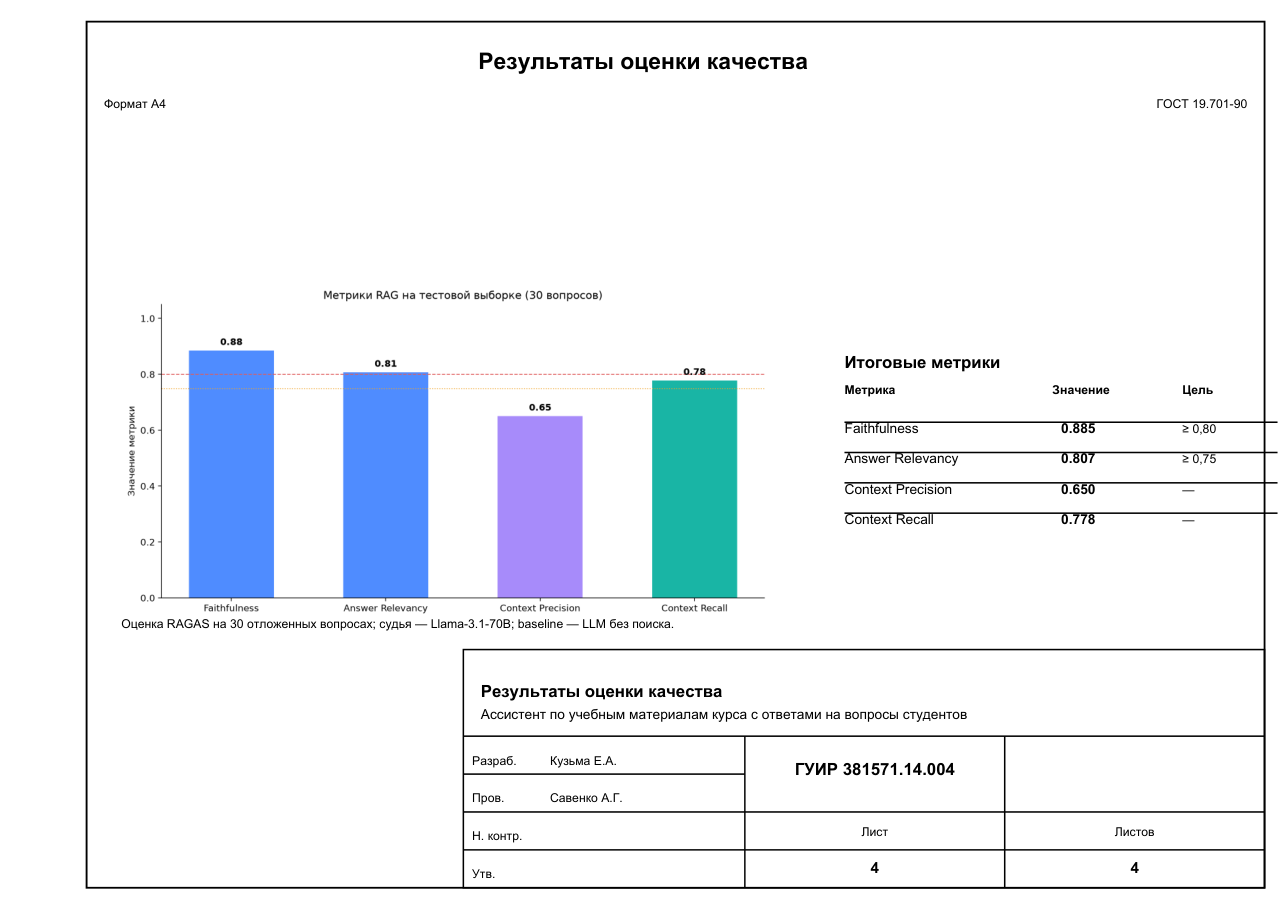 Результаты оценки качества
Формат А4
ГОСТ 19.701-90
Метрики RAG на тестовой выборке (30 вопросов)
Значение метрики
1.0
0.8
0.6
0.4
0.2
0.0
0.88
0.81
0.65
0.78
Faithfulness
Answer Relevancy
Context Precision
Context Recall
Оценка RAGAS на 30 отложенных вопросах; судья — Llama-3.1-70B; baseline — LLM без поиска.
Итоговые метрики
Метрика Значение Цель
Faithfulness 0.885 ≥ 0,80
Answer Relevancy 0.807 ≥ 0,75
Context Precision 0.650 —
Context Recall 0.778 —
Результаты оценки качества
Ассистент по учебным материалам курса с ответами на вопросы студентов
Разраб. Кузьма Е.А.
ГУИР 381571.14.004
Пров. Савенко А.Г.
Н. контр.
Лист
Листов
Утв.
4
4